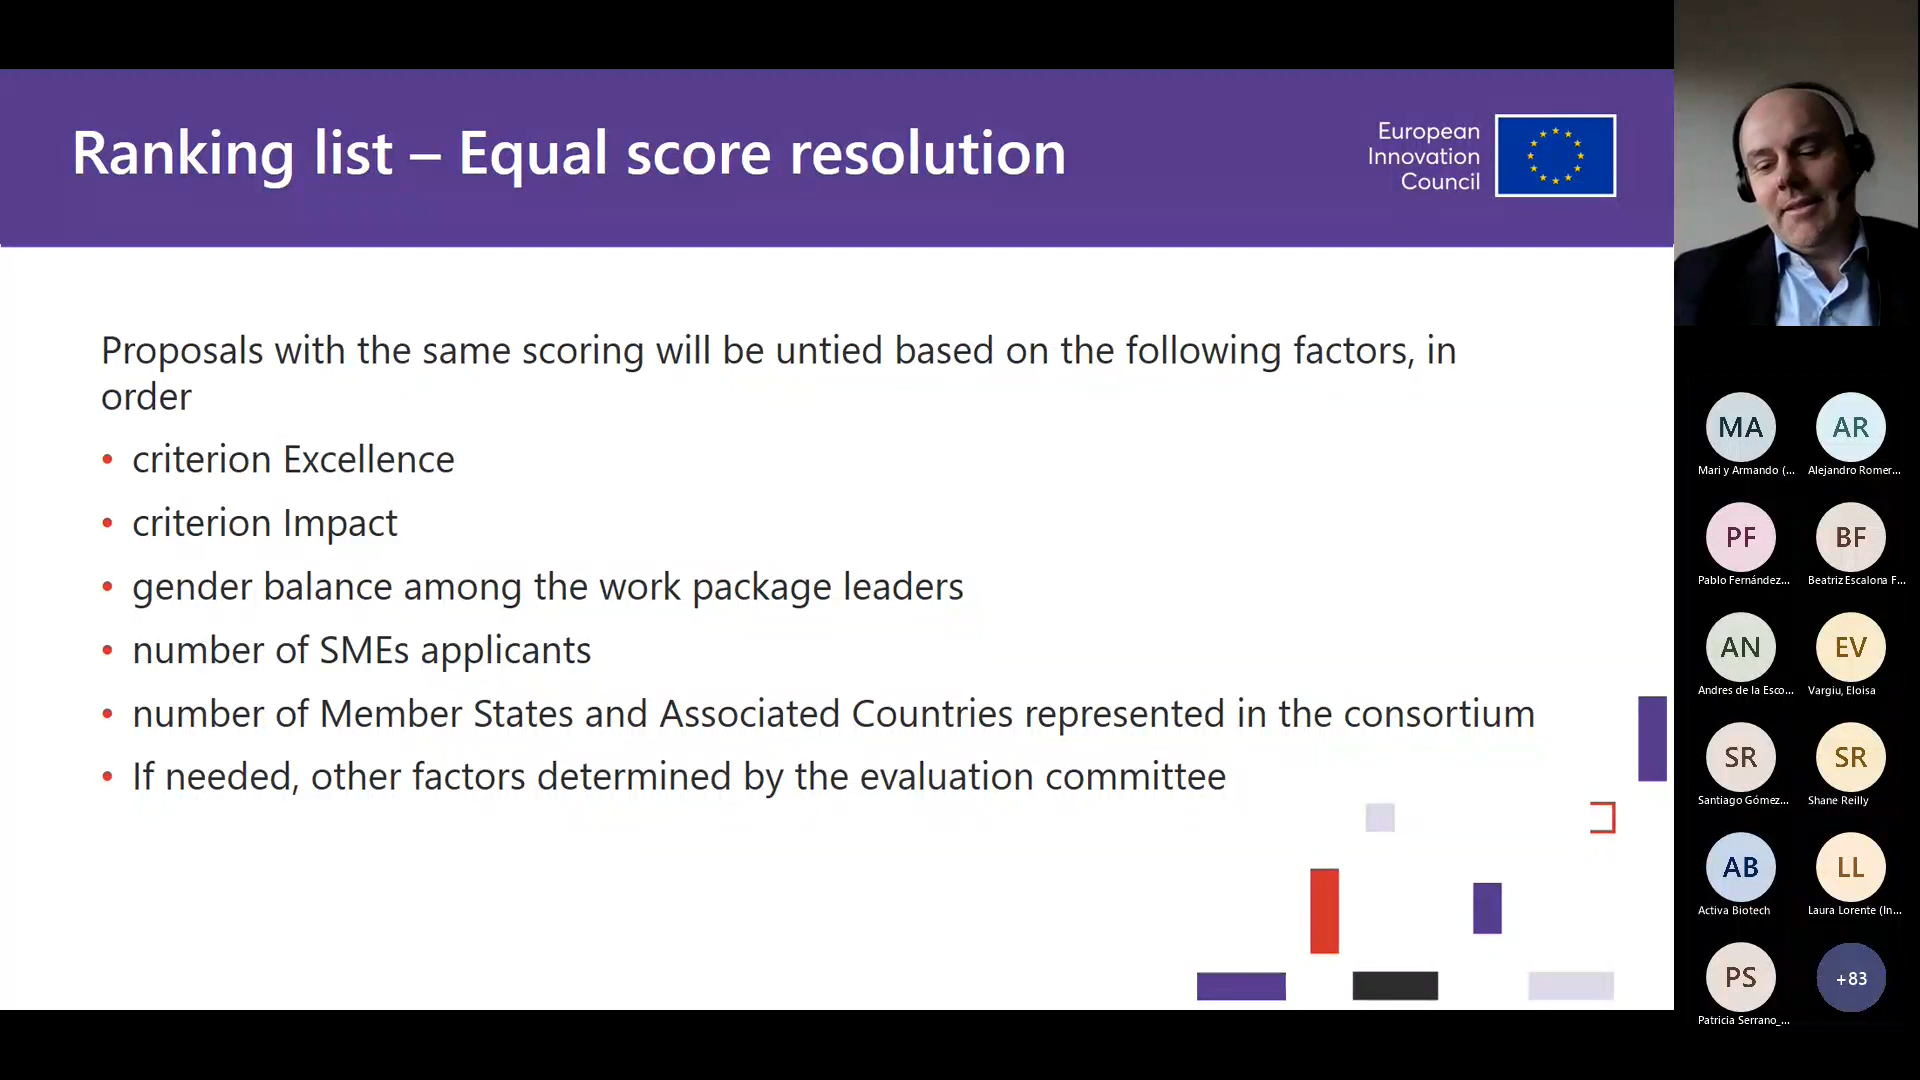 Ranking list – Equal score resolution
European
Innovation
Council
Proposals with the same scoring will be untied based on the following factors, in
order
• criterion Excellence
• criterion Impact
• gender balance among the work package leaders
• number of SMEs applicants
• number of Member States and Associated Countries represented in the consortium
• If needed, other factors determined by the evaluation committee
MA
AR
Mari y Armando (...
Alejandro Romer...
PF
BF
Pablo Fernández...
Beatriz Escalona F...
AN
EV
Andres de la Esco...
Vargiu, Eloisa
SR
SR
Santiago Gómez...
Shane Reilly
AB
LL
Activa Biotech
Laura Lorente (In...
PS
+83
Patricia Serrano_...